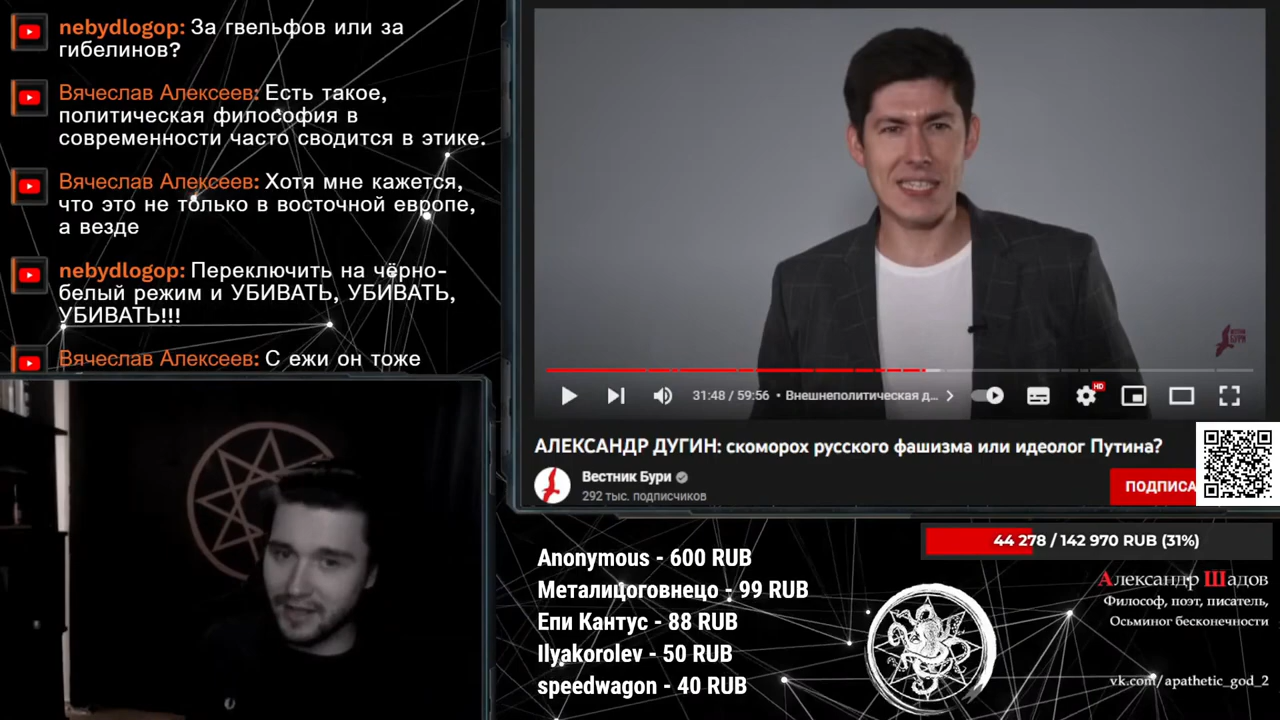 nebydlogop: За гвельфов или за
гибелинов?
Вячеслав Алексеев: Есть такое,
политическая философия в
современности часто сводится в этике.
Вячеслав Алексеев: Хотя мне кажется,
что это не только в восточной европе,
а везде
nebydlogop: Переключить на чёрно-
белый режим и УБИВАТЬ, УБИВАТЬ,
УБИВАТЬ!!!
Вячеслав Алексеев: С ежи он тоже
ВЕСТНИК
БУРИ
31:48 / 59:56 • Внешнеполитическая д...
HD
АЛЕКСАНДР ДУГИН: скоморох русского фашизма или идеолог Путина?
Вестник Бури
292 тыс. подписчиков
ПОДПИСА
44 278 / 142 970 RUB (31%)
Anonymous - 600 RUB
Металицоговнецо - 99 RUB
Епи Кантус - 88 RUB
Ilyakorolev - 50 RUB
speedwagon - 40 RUB
Александр Шадов
Философ, поэт, писатель,
Осьминог бесконечности
vk.com/apathetic_god_2